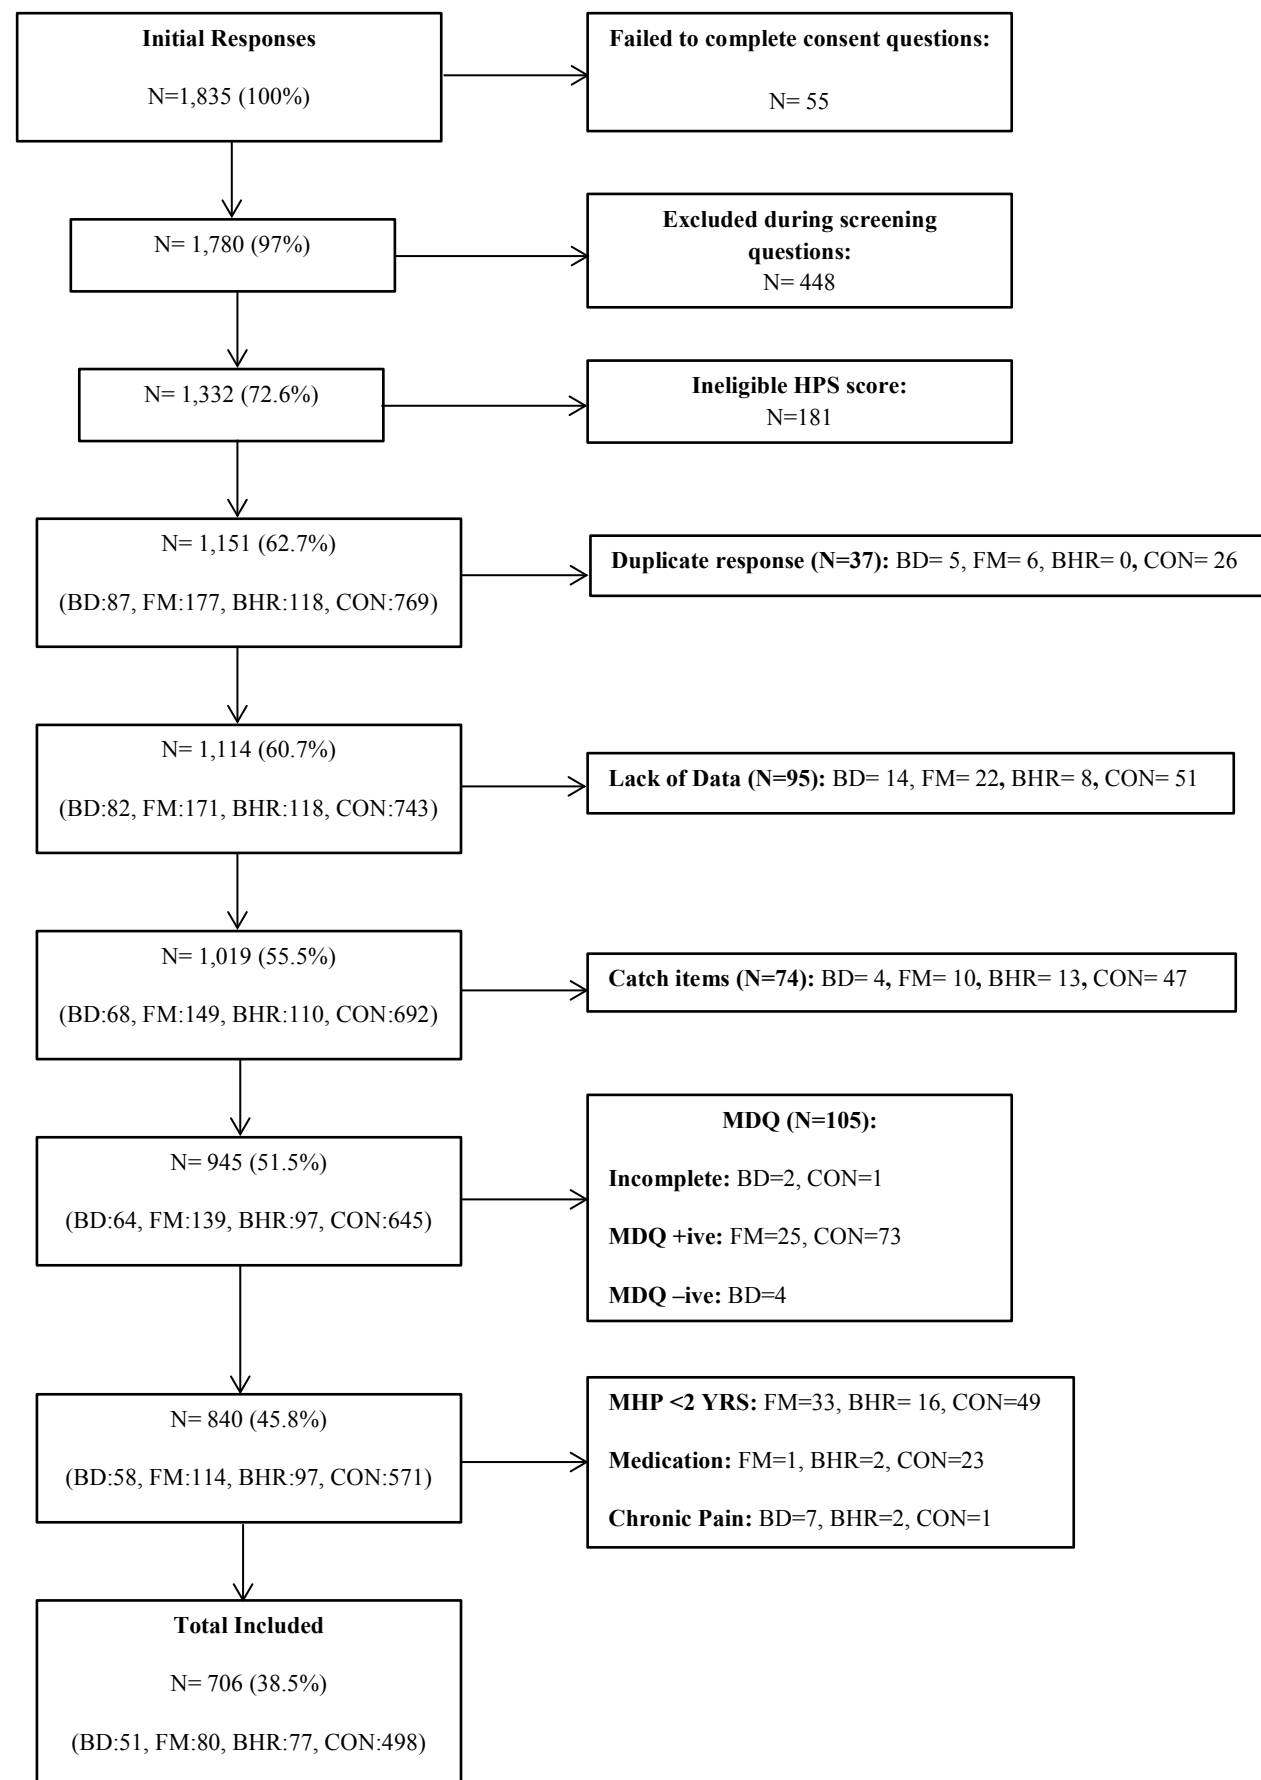 Initial Responses
N=1,835 (100%)
Failed to complete consent questions:
N= 55
N= 1,780 (97%)
Excluded during screening
questions:
N= 448
N= 1,332 (72.6%)
Ineligible HPS score:
N=181
N= 1,151 (62.7%)
(BD:87, FM:177, BHR:118, CON:769)
Duplicate response (N=37): BD= 5, FM= 6, BHR= 0, CON= 26
N= 1,114 (60.7%)
(BD:82, FM:171, BHR:118, CON:743)
Lack of Data (N=95): BD= 14, FM= 22, BHR= 8, CON= 51
N= 1,019 (55.5%)
(BD:68, FM:149, BHR:110, CON:692)
Catch items (N=74): BD= 4, FM= 10, BHR= 13, CON= 47
N= 945 (51.5%)
(BD:64, FM:139, BHR:97, CON:645)
MDQ (N=105):
Incomplete: BD=2, CON=1
MDQ +ive: FM=25, CON=73
MDQ –ive: BD=4
N= 840 (45.8%)
(BD:58, FM:114, BHR:97, CON:571)
MHP <2 YRS: FM=33, BHR= 16, CON=49
Medication: FM=1, BHR=2, CON=23
Chronic Pain: BD=7, BHR=2, CON=1
Total Included
N= 706 (38.5%)
(BD:51, FM:80, BHR:77, CON:498)